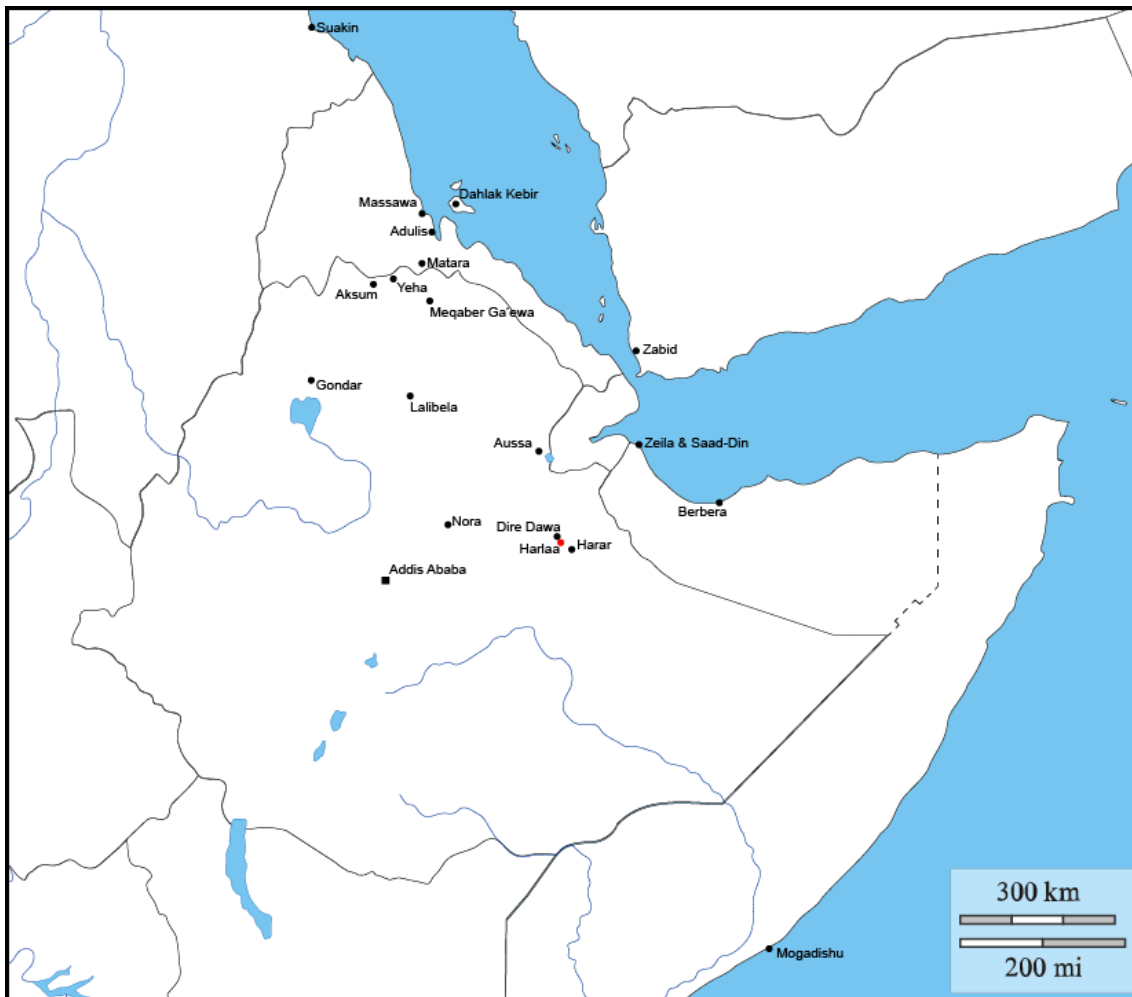 Suakin
Dahlak Kebir
Massawa
Adulis
Matara
Yeha
Aksum
Meqaber Ga'ewa
Zabid
Gondar
Lalibela
Aussa
Zeila & Saad-Din
Berbera
Nora
Dire Dawa
Harlaa
Harar
Addis Ababa
300 km
Mogadishu
200 mi